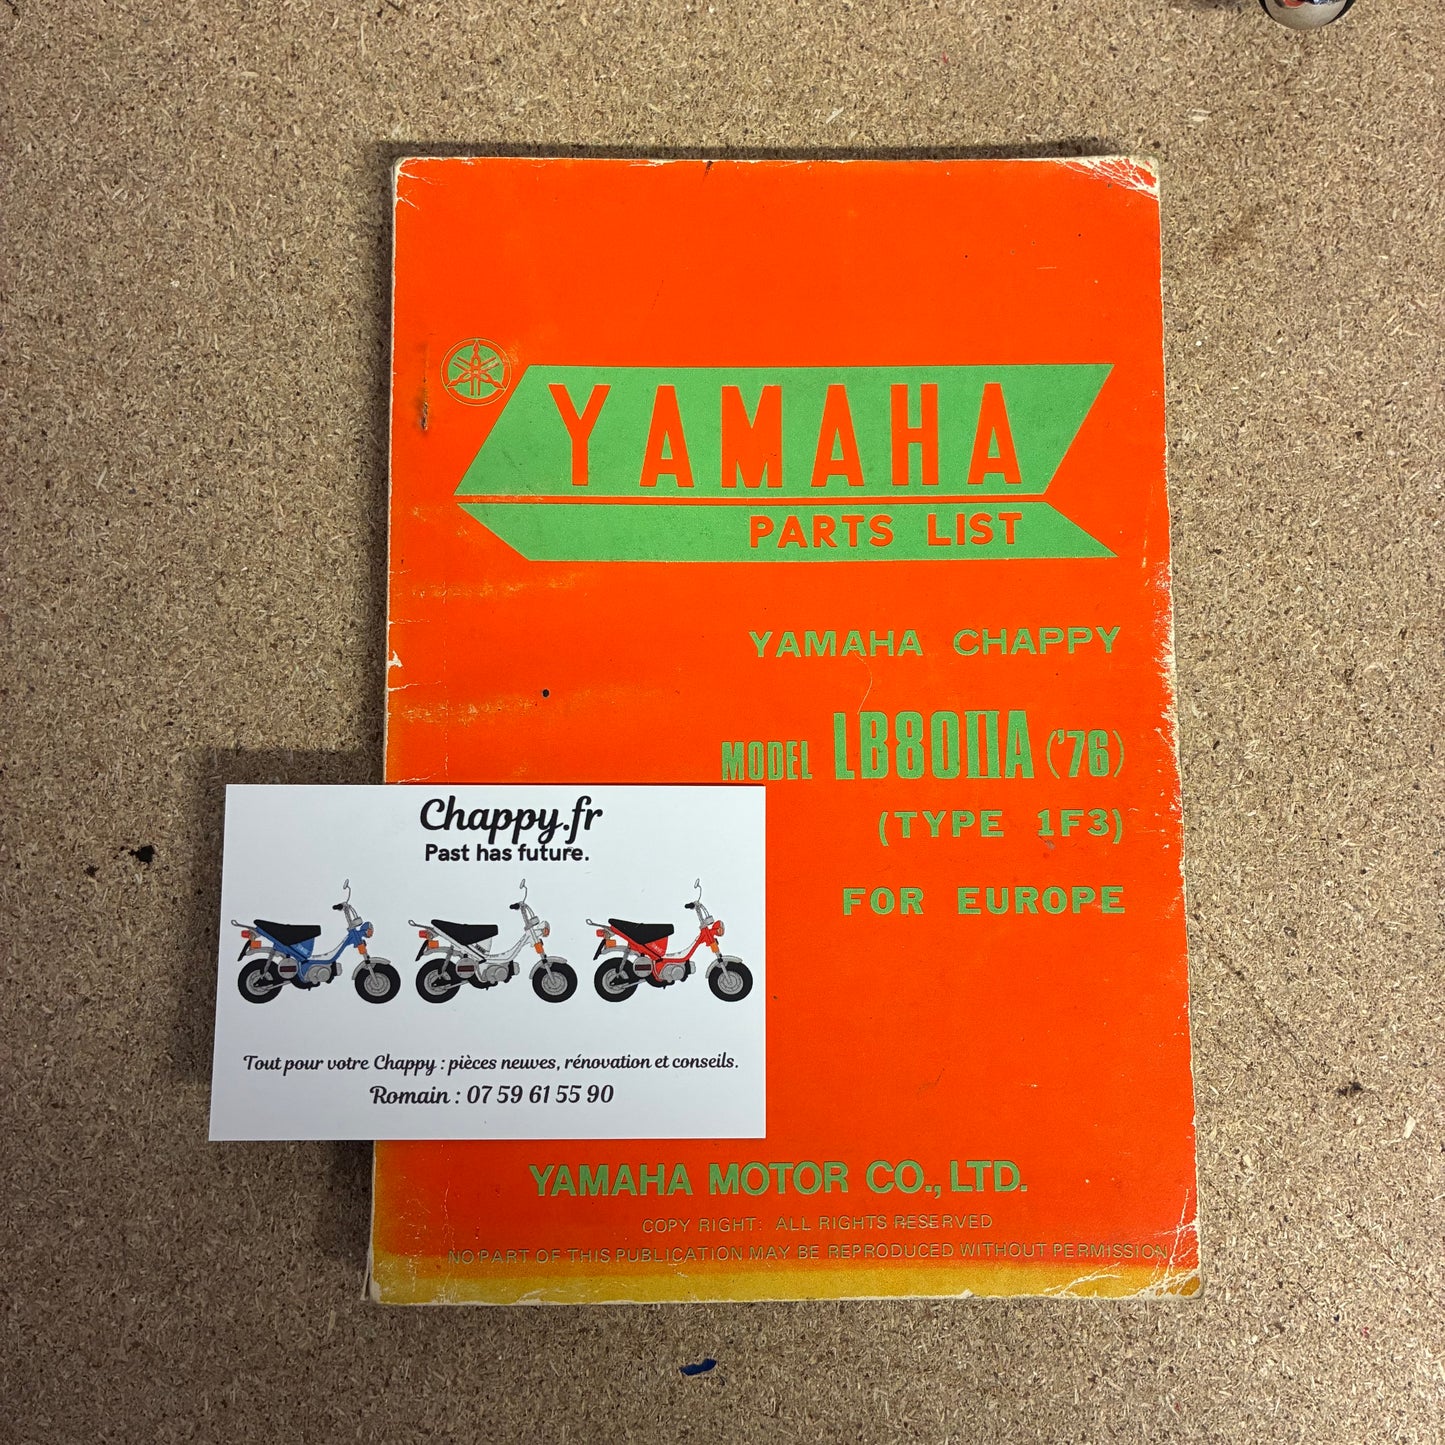 YAMAHA
PARTS LIST
YAMAHA CHAPPY
MODEL LB80IIA ('76)
(TYPE 1F3)
FOR EUROPE
Chappy.fr
Past has future.
Tout pour votre Chappy : pièces neuves, rénovation et conseils.
Romain : 07 59 61 55 90
YAMAHA MOTOR CO., LTD.
COPY RIGHT: ALL RIGHTS RESERVED
NO PART OF THIS PUBLICATION MAY BE REPRODUCED WITHOUT PERMISSION